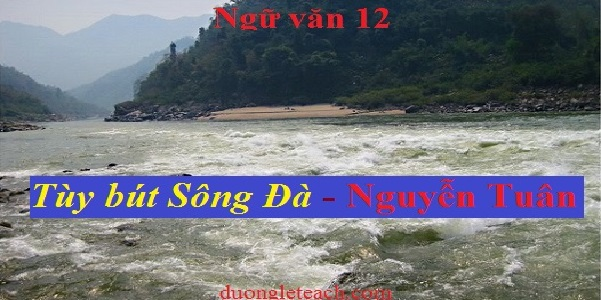 Ngữ văn 12
Tùy bút Sông Đà - Nguyễn Tuân
duongleteach.com